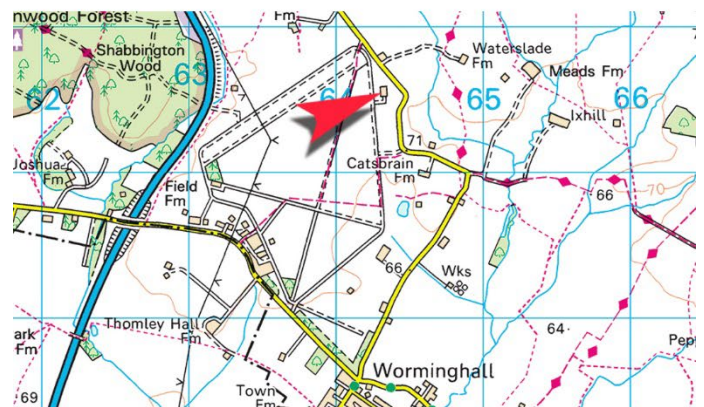 nwood Forest
Fm
Shabbington
Wood
Waterslade
Fm
Meads Fm
63
62
64
65
66
Ixhill
71
Catsbrain
Fm
Joshua
Fm
Field
Fm
66
70
66
Wks
Thomley Hall
Fm
64
ark
Fm
Pep
Worminghall
69
Town
Fm